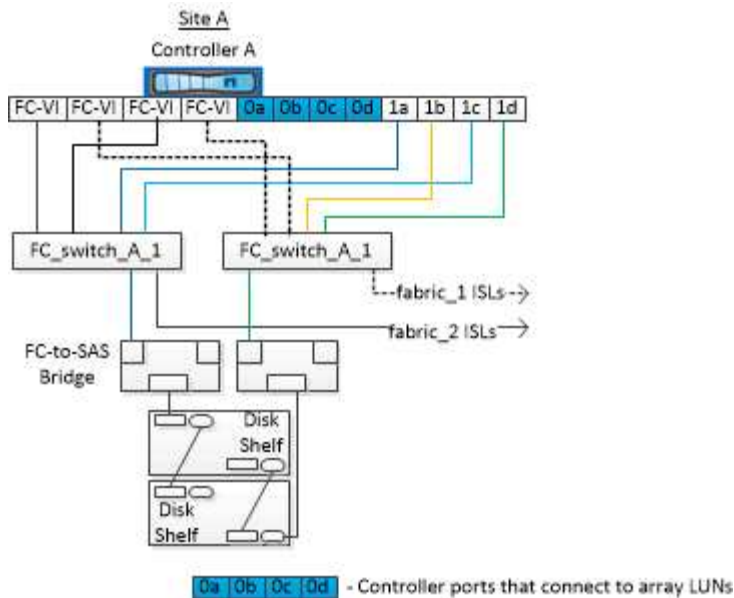 Site A
Controller A
FC-VI FC-VI FC-VI FC-VI 0a 0b 0c 0d 1a 1b 1c 1d
FC_switch_A_1 FC_switch_A_1
fabric_1 ISLs
fabric_2 ISLs
FC-to-SAS
Bridge
Disk
Shelf
Disk
Shelf
0a 0b 0c 0d - Controller ports that connect to array LUNs